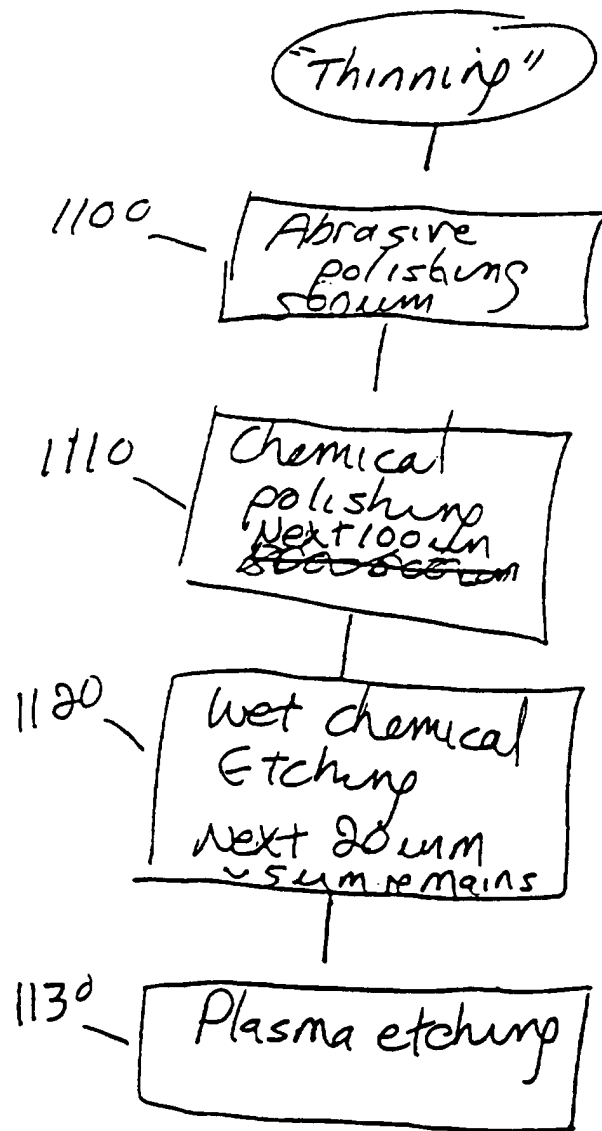 "Thinning"
1100
Abrasive
polishing
560um
1110
Chemical
polishing
Next 100um
1120
Wet chemical
Etching
Next 20um
~5um remains
1130
Plasma etching